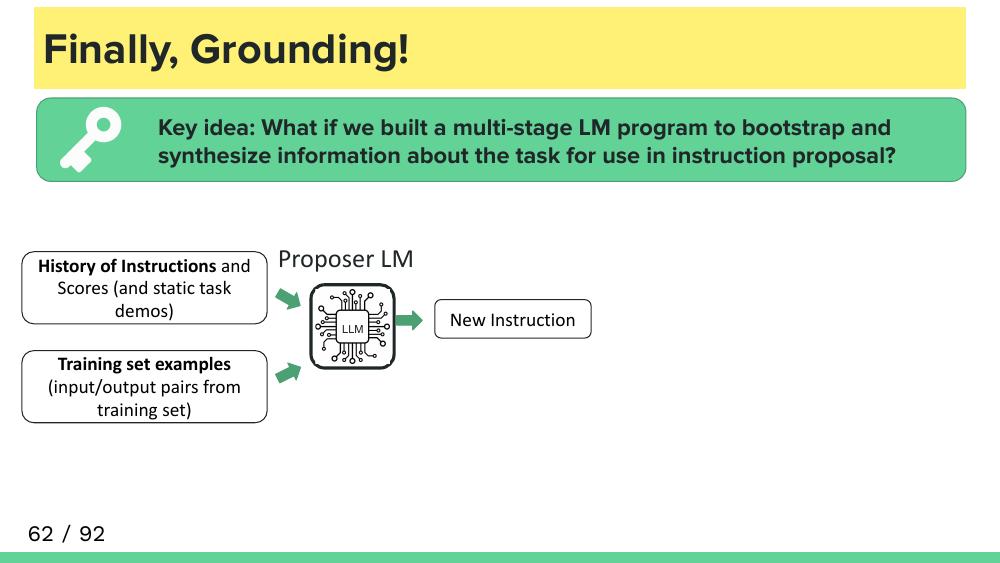 Finally, Grounding!
Key idea: What if we built a multi-stage LM program to bootstrap and
synthesize information about the task for use in instruction proposal?
History of Instructions and
Scores (and static task
demos)
Proposer LM
LLM
New Instruction
Training set examples
(input/output pairs from
training set)
62 / 92